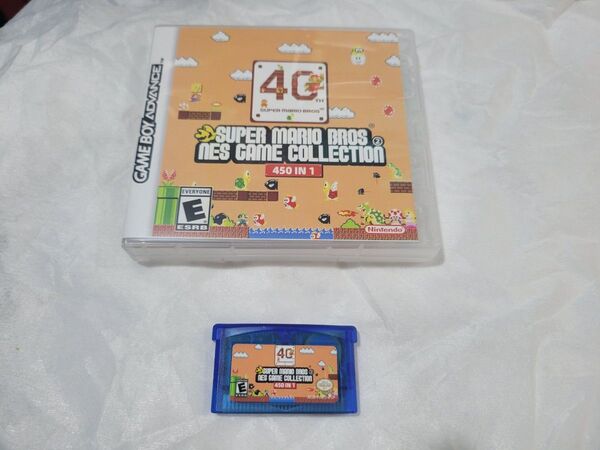 GAME BOY ADVANCE
40
TH
SUPER MARIO BROS
SUPER MARIO BROS
NES GAME COLLECTION
450 IN 1
EVERYONE
E
ESRB
Nintendo
40
SUPER MARIO BROS
NES GAME COLLECTION
450 IN 1
E